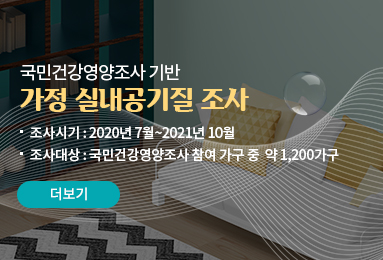 국민건강영양조사 기반
가정 실내공기질 조사
• 조사시기 : 2020년 7월~2021년 10월
• 조사대상 : 국민건강영양조사 참여 가구 중 약 1,200가구
더보기